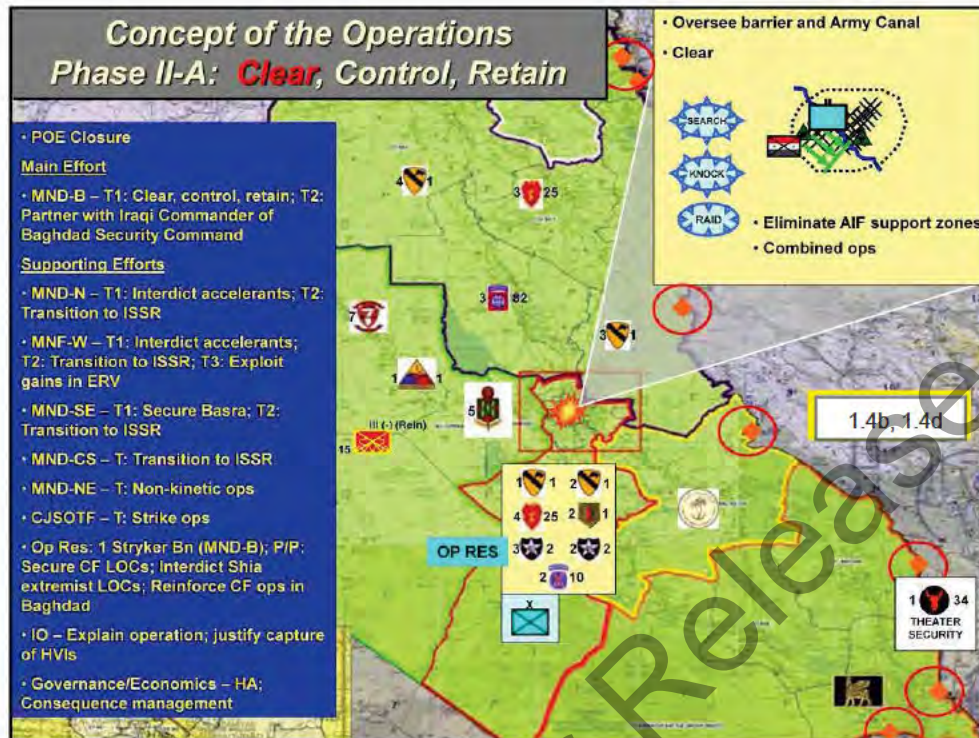 Concept of the Operations
Phase II-A: Clear, Control, Retain
• POE Closure
Main Effort
• MND-B – T1: Clear, control, retain; T2:
Partner with Iraqi Commander of
Baghdad Security Command
Supporting Efforts
• MND-N – T1: Interdict accelerants; T2:
Transition to ISSR
• MNF-W – T1: Interdict accelerants;
T2: Transition to ISSR; T3: Exploit
gains in ERV
• MND-SE – T1: Secure Basra; T2:
Transition to ISSR
• MND-CS – T: Transition to ISSR
• MND-NE – T: Non-kinetic ops
• CJSOTF – T: Strike ops
• Op Res: 1 Stryker Bn (MND-B); P/P:
Secure CF LOCs; Interdict Shia
extremist LOCs; Reinforce CF ops in
Baghdad
• IO – Explain operation; justify capture
of HVIs
• Governance/Economics – HA;
Consequence management
• Oversee barrier and Army Canal
• Clear
SEARCH
KNOCK
RAID
• Eliminate AIF support zones
• Combined ops
4 1
3 25
3 82
7
3 1
1 1
5
III (-) (Rein)
15
1.4b, 1.4d
1 1 2 1
4 25 2 1
OP RES
3 2 2 2
2 10
X
1 34
THEATER
SECURITY
Release